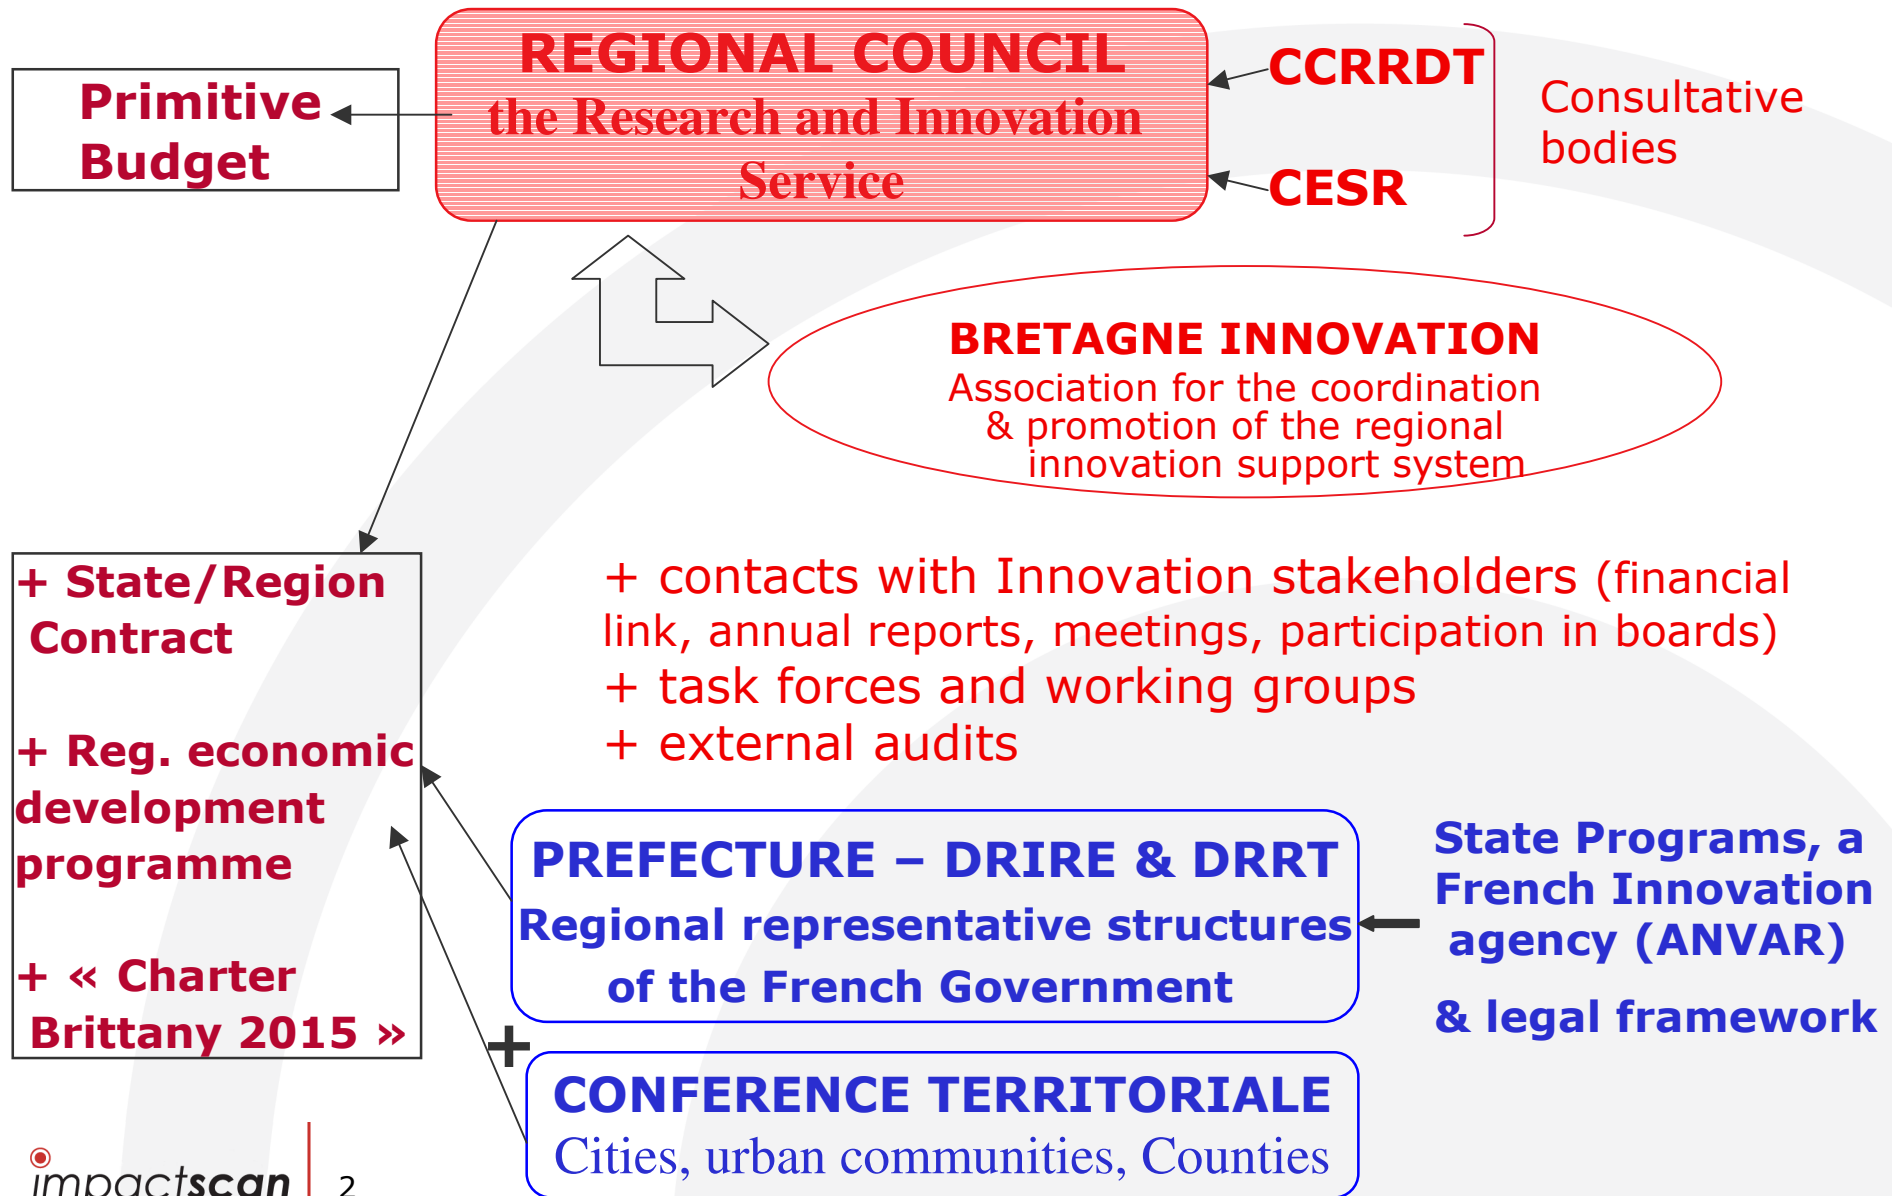 REGIONAL COUNCIL
the Research and Innovation
Service
Primitive
Budget
CCRRDT
CESR
Consultative
bodies
BRETAGNE INNOVATION
Association for the coordination
& promotion of the regional
innovation support system
+ State/Region
Contract
+ Reg. economic
development
programme
+ « Charter
Brittany 2015 »
+ contacts with Innovation stakeholders (financial
link, annual reports, meetings, participation in boards)
+ task forces and working groups
+ external audits
PREFECTURE – DRIRE & DRRT
Regional representative structures
of the French Government
State Programs, a
French Innovation
agency (ANVAR)
& legal framework
+
CONFERENCE TERRITORIALE
Cities, urban communities, Counties
impactscan
2